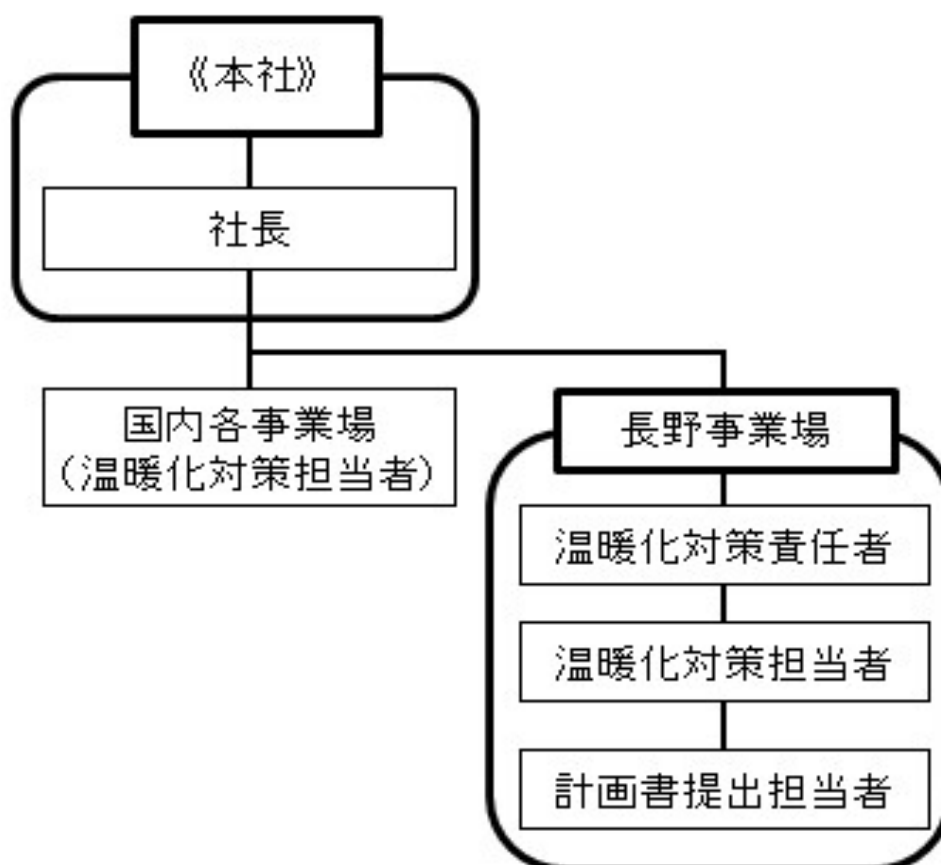 《本社》
社長
国内各事業場
（温暖化対策担当者）
長野事業場
温暖化対策責任者
温暖化対策担当者
計画書提出担当者